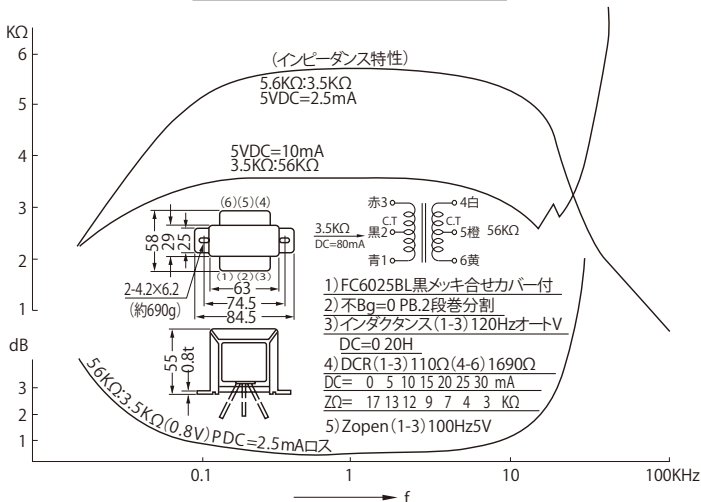 KΩ
6
5
4
3
2
1
dB
3
2
1
(インピーダンス特性)
5.6KΩ:3.5KΩ
5VDC=2.5mA
5VDC=10mA
3.5KΩ:56KΩ
(6)(5)(4)
58
29
25
(1)(2)(3)
63
74.5
84.5
2-4.2×6.2
(約690g)
55
0.8t
3.5KΩ
DC=80mA
赤3
C.T
黒2
青1
4白
C.T
5橙
56KΩ
6黄
1)FC6025BL黒メッキ合せカバー付
2)不Bg=0 PB.2段巻分割
3)インダクタンス(1-3)120HzオートV
DC=0 20H
4)DCR(1-3)110Ω(4-6)1690Ω
DC= 0 5 10 15 20 25 30 mA
ZΩ= 17 13 12 9 7 4 3 KΩ
5)Zopen(1-3)100Hz5V
56KΩ:3.5KΩ(0.8V)PDC=2.5mAロス
0.1
1
10
100KHz
f